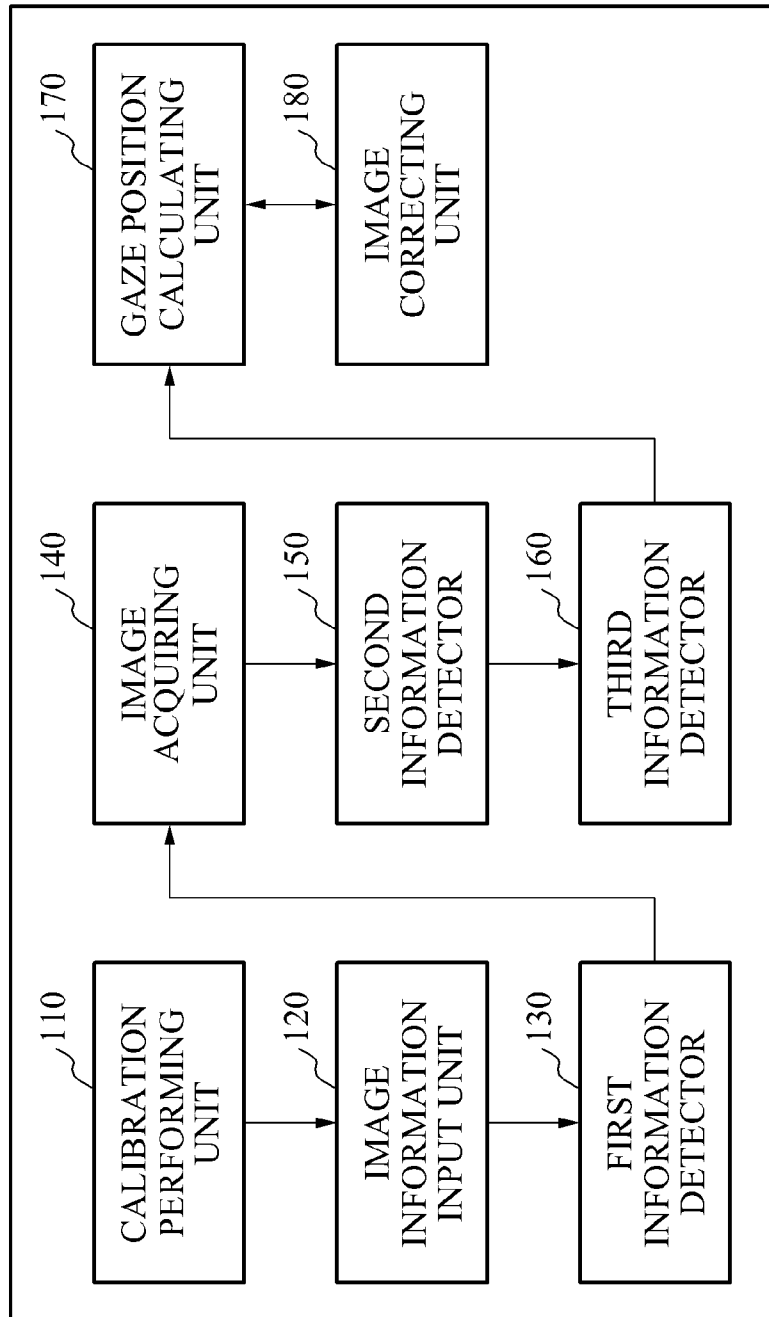 110
CALIBRATION
PERFORMING
UNIT
120
IMAGE
INFORMATION
INPUT UNIT
130
FIRST
INFORMATION
DETECTOR
140
IMAGE
ACQUIRING
UNIT
150
SECOND
INFORMATION
DETECTOR
160
THIRD
INFORMATION
DETECTOR
170
GAZE POSITION
CALCULATING
UNIT
180
IMAGE
CORRECTING
UNIT